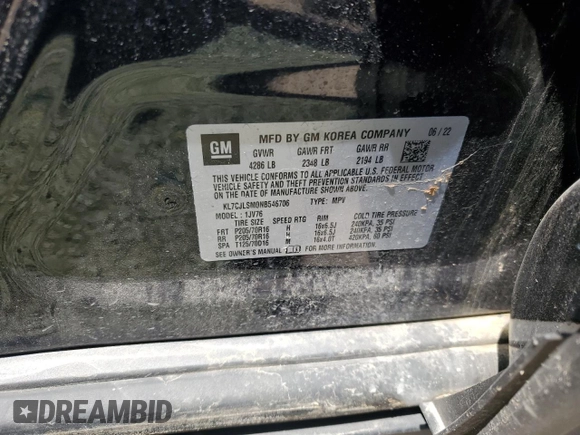 GM
MFD BY GM KOREA COMPANY 06 / 22
GVWR GAWR FRT GAWR RR
4286 LB 2348 LB 2194 LB
THIS VEHICLE CONFORMS TO ALL APPLICABLE U.S. FEDERAL MOTOR
VEHICLE SAFETY AND THEFT PREVENTION STANDARDS IN EFFECT ON THE
DATE OF MANUFACTURE SHOWN ABOVE.
KL7CJLSM0NB546706 TYPE: MPV
MODEL: 1JV76
TIRE SIZE SPEED RTG RIM COLD TIRE PRESSURE
FRT P205/70R16 H 16x6.5J 240KPA, 35 PSI
RR P205/70R16 H 16x6.5J 240KPA, 35 PSI
SPA T125/70D16 M 16x4.0T 420KPA, 60 PSI
SEE OWNER'S MANUAL FOR MORE INFORMATION.
DREAMBID